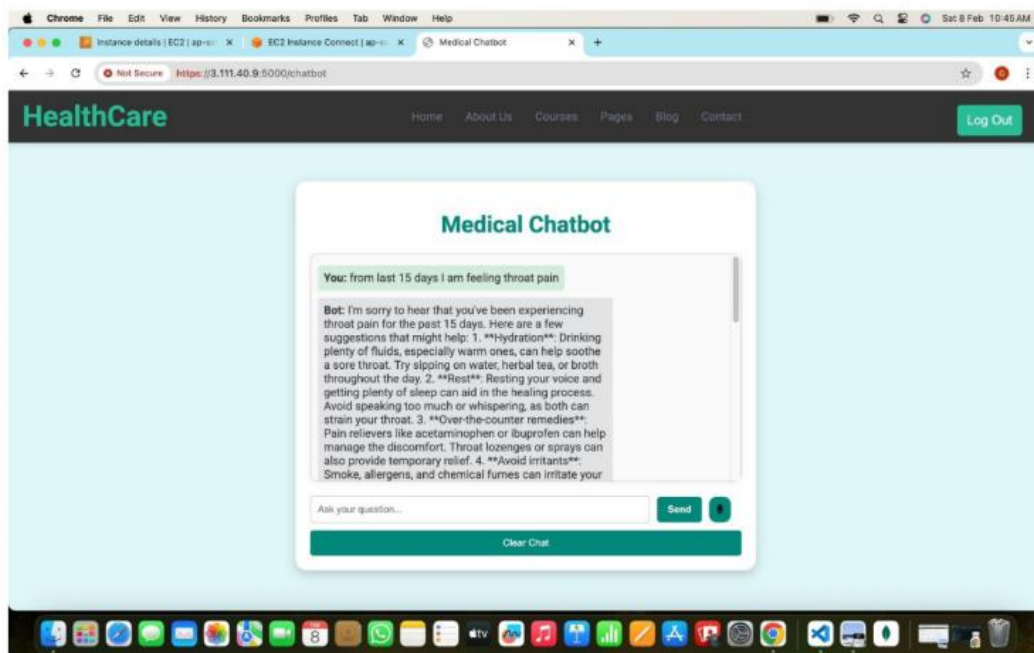 Chrome File Edit View History Bookmarks Profiles Tab Window Help Sat 8 Feb 10:45 AM
Instance details | EC2 | ap-so EC2 Instance Connect | ap-s Medical Chatbot
Not Secure https://3.111.40.9:5000/chatbot
HealthCare Home About Us Courses Pages Blog Contact Log Out
Medical Chatbot
You: from last 15 days I am feeling throat pain
Bot: I'm sorry to hear that you've been experiencing
throat pain for the past 15 days. Here are a few
suggestions that might help: 1. **Hydration**: Drinking
plenty of fluids, especially warm ones, can help soothe
a sore throat. Try sipping on water, herbal tea, or broth
throughout the day. 2. **Rest**: Resting your voice and
getting plenty of sleep can aid in the healing process.
Avoid speaking too much or whispering, as both can
strain your throat. 3. **Over-the-counter remedies**:
Pain relievers like acetaminophen or ibuprofen can help
manage the discomfort. Throat lozenges or sprays can
also provide temporary relief. 4. **Avoid irritants**:
Smoke, allergens, and chemical fumes can irritate your
Ask your question... Send
Clear Chat
8 tv